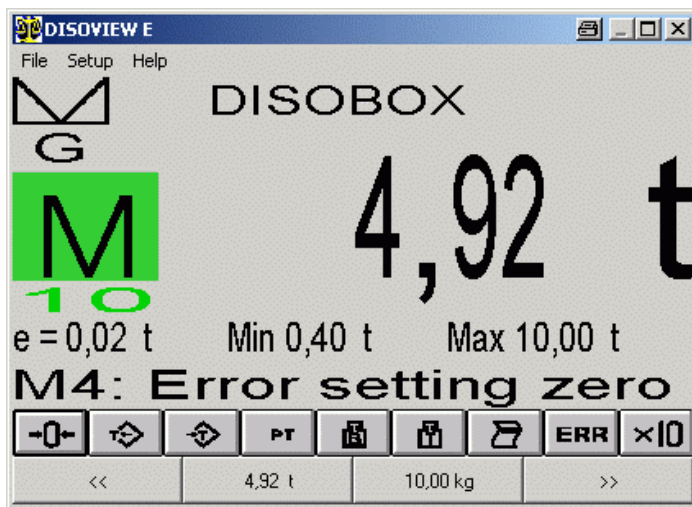 DISOVIEW E
File Setup Help
DISOBOX
G
M
4,92 t
10
e = 0,02 t Min 0,40 t Max 10,00 t
M4: Error setting zero
→0← T T PT B T ERR ×10
<< 4,92 t 10,00 kg >>